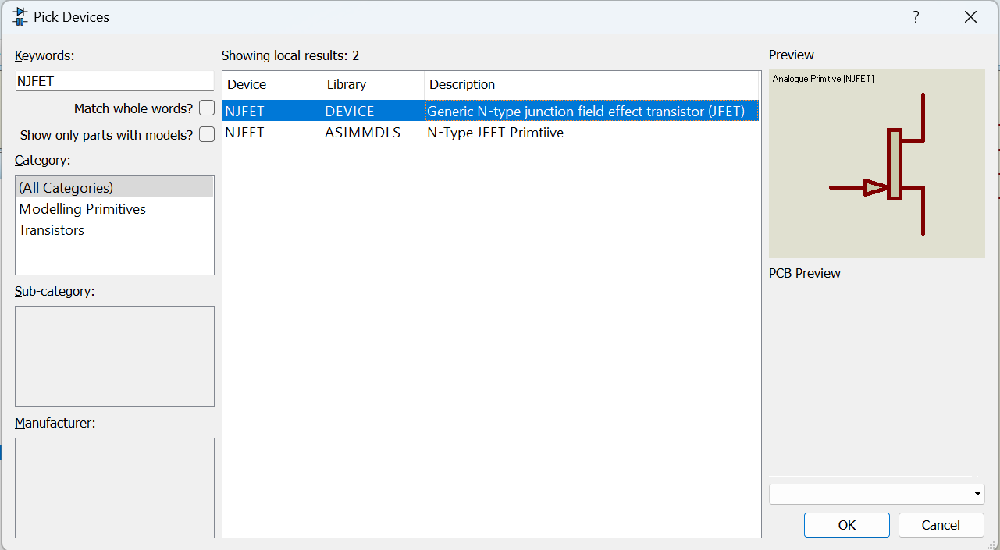 Pick Devices
?
Keywords:
NJFET
Match whole words?
Show only parts with models?
Category:
(All Categories)
Modelling Primitives
Transistors
Sub-category:
Manufacturer:
Showing local results: 2
Device Library Description
NJFET DEVICE Generic N-type junction field effect transistor (JFET)
NJFET ASIMMDLS N-Type JFET Primtiive
Preview
Analogue Primitive [NJFET]
PCB Preview
OK Cancel